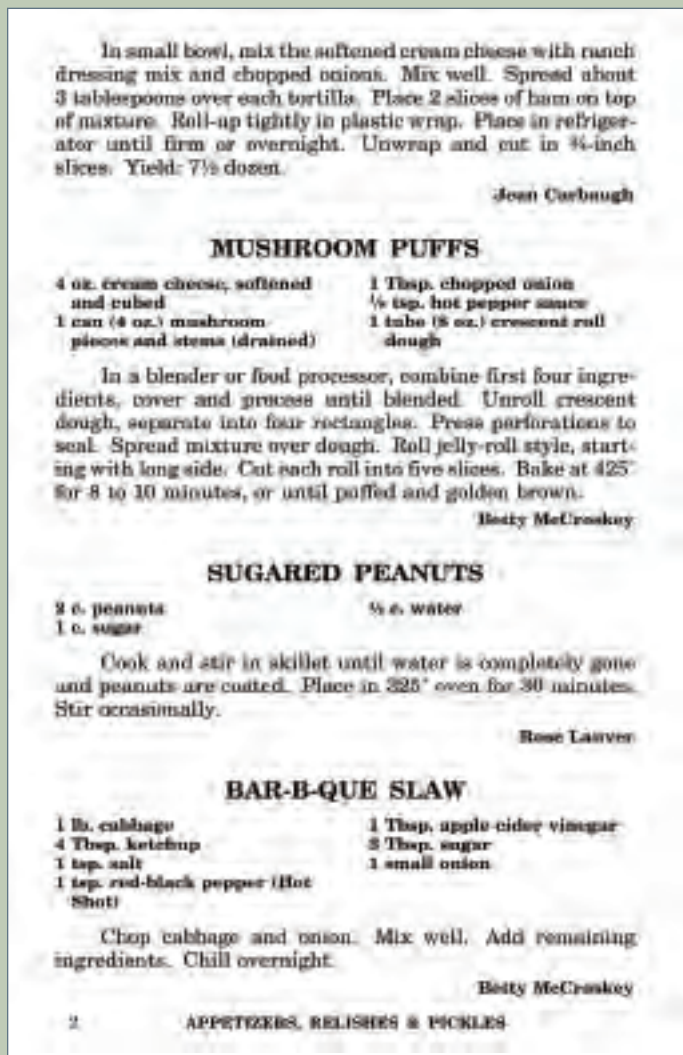 In small bowl, mix the softened cream cheese with ranch
dressing mix and chopped onions. Mix well. Spread about
3 tablespoons over each tortilla. Place 2 slices of ham on top
of mixture. Roll-up tightly in plastic wrap. Place in refriger-
ator until firm or overnight. Unwrap and cut in ¾-inch
slices. Yield: 7½ dozen.
Jean Carbaugh
MUSHROOM PUFFS
4 oz. cream cheese, softened
and cubed
1 can (4 oz.) mushroom
pieces and stems (drained)
1 Tbsp. chopped onion
tsp. hot pepper sauce
1 tube (8 oz.) crescent roll
dough
In a blender or food processor, combine first four ingre-
dients, cover and process until blended. Unroll crescent
dough, separate into four rectangles. Press perforations to
seal. Spread mixture over dough. Roll jelly-roll style, start-
ing with long side. Cut each roll into five slices. Bake at 425°
for 8 to 10 minutes, or until puffed and golden brown.
Betty McCroskey
SUGARED PEANUTS
2 c. peanuts
1 c. sugar
c. water
Cook and stir in skillet until water is completely gone
and peanuts are coated. Place in 325° oven for 30 minutes.
Stir occasionally.
Rose Lauver
BAR-B-QUE SLAW
1 lb. cabbage
4 Tbsp. ketchup
1 tsp. salt
1 tsp. red-black pepper (Hot
Shot)
1 Tbsp. apple-cider vinegar
Tbsp. sugar
1 small onion
Chop cabbage and onion. Mix well. Add remaining
ingredients. Chill overnight.
Betty McCroskey
2 APPETIZERS, RELISHES & PICKLES